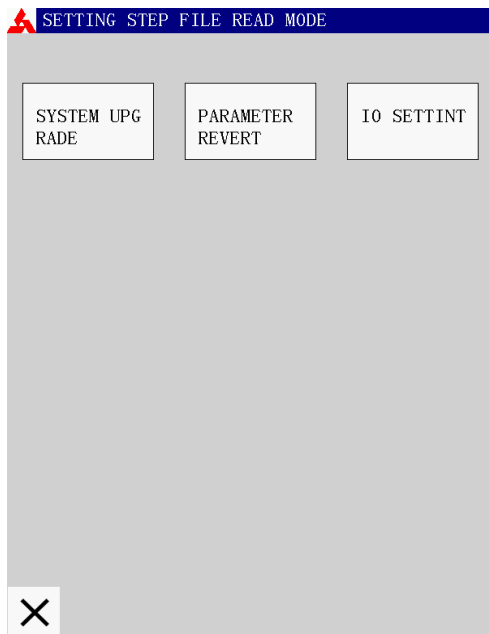 SETTING STEP FILE READ MODE
SYSTEM UPG
RADE
PARAMETER
REVERT
IO SETTINT